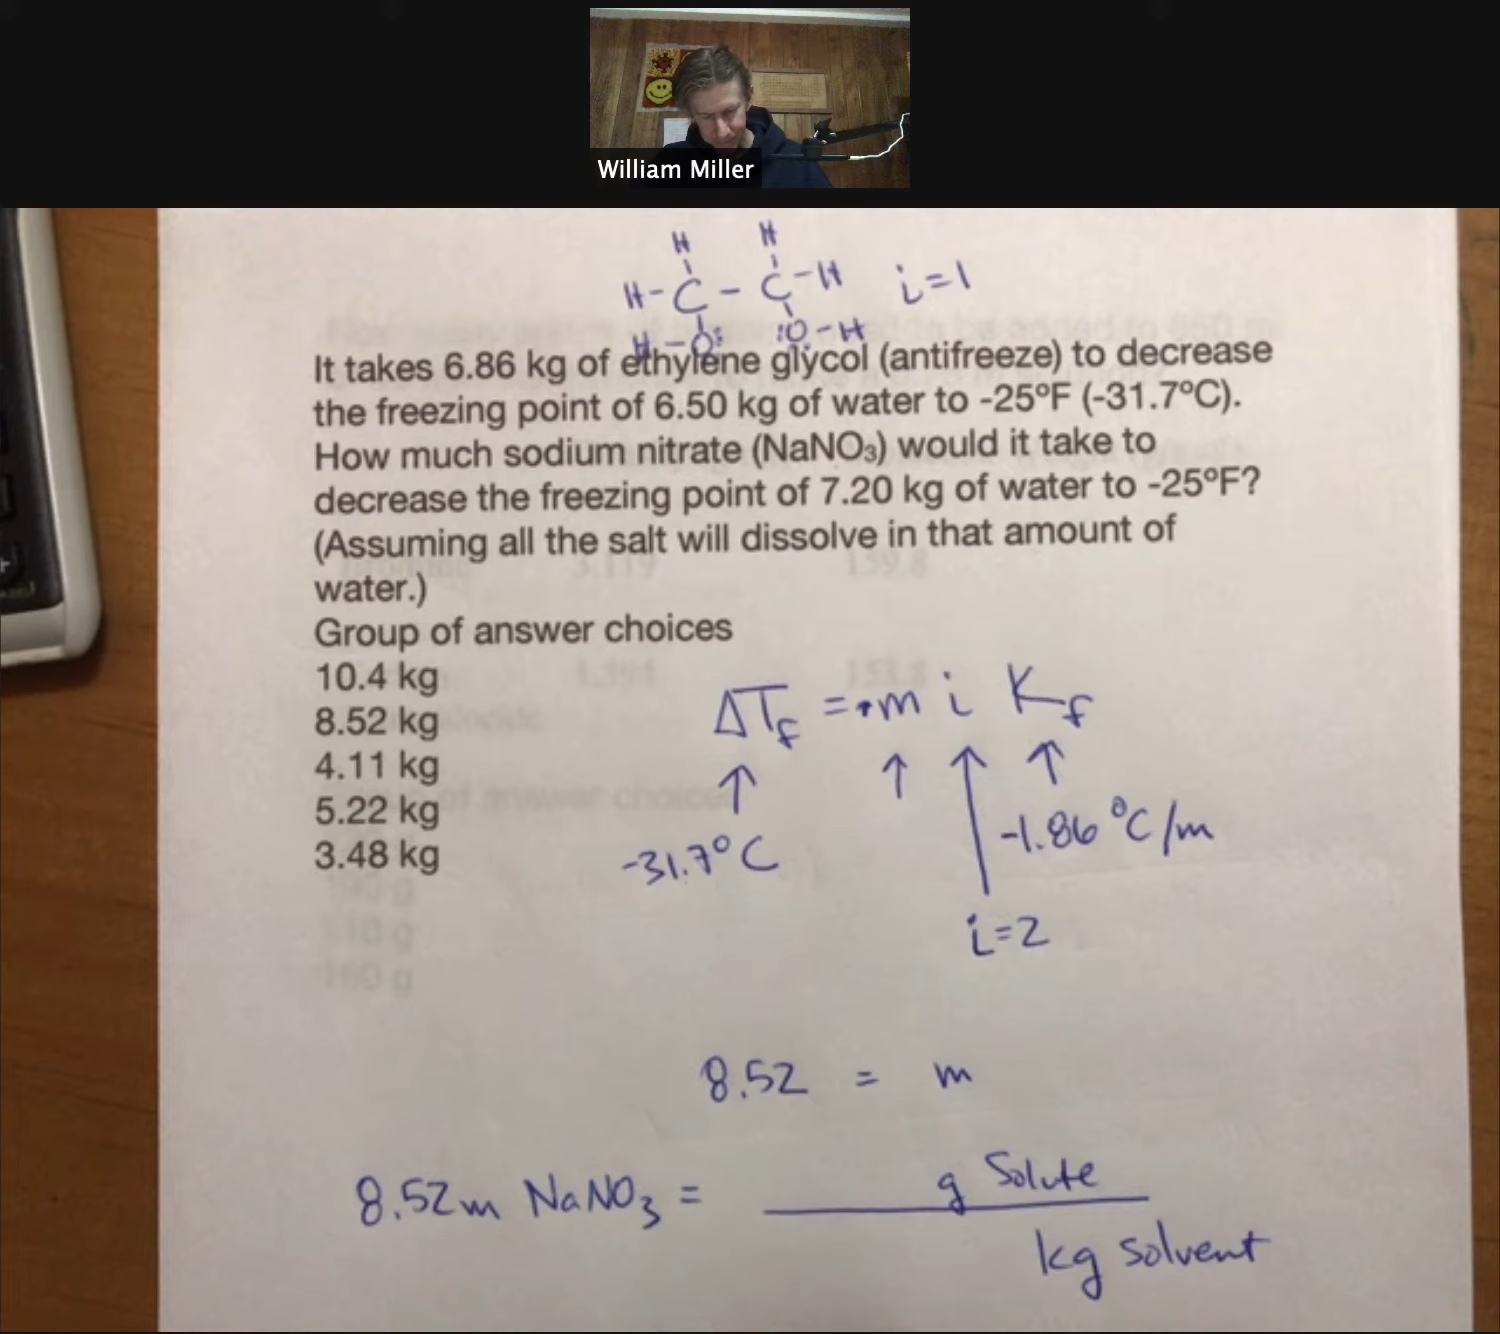 William Miller
H H
H-C-C-H i=1
H-O: :O-H
It takes 6.86 kg of ethylene glycol (antifreeze) to decrease
the freezing point of 6.50 kg of water to -25ºF (-31.7ºC).
How much sodium nitrate (NaNO₃) would it take to
decrease the freezing point of 7.20 kg of water to -25ºF?
(Assuming all the salt will dissolve in that amount of
water.)
Group of answer choices
10.4 kg
8.52 kg
4.11 kg
5.22 kg
3.48 kg
ΔTf = m i Kf
-31.7°C
-1.86 °C/m
i=2
8.52 = m
8.52m NaNO₃ =
g Solute
kg solvent